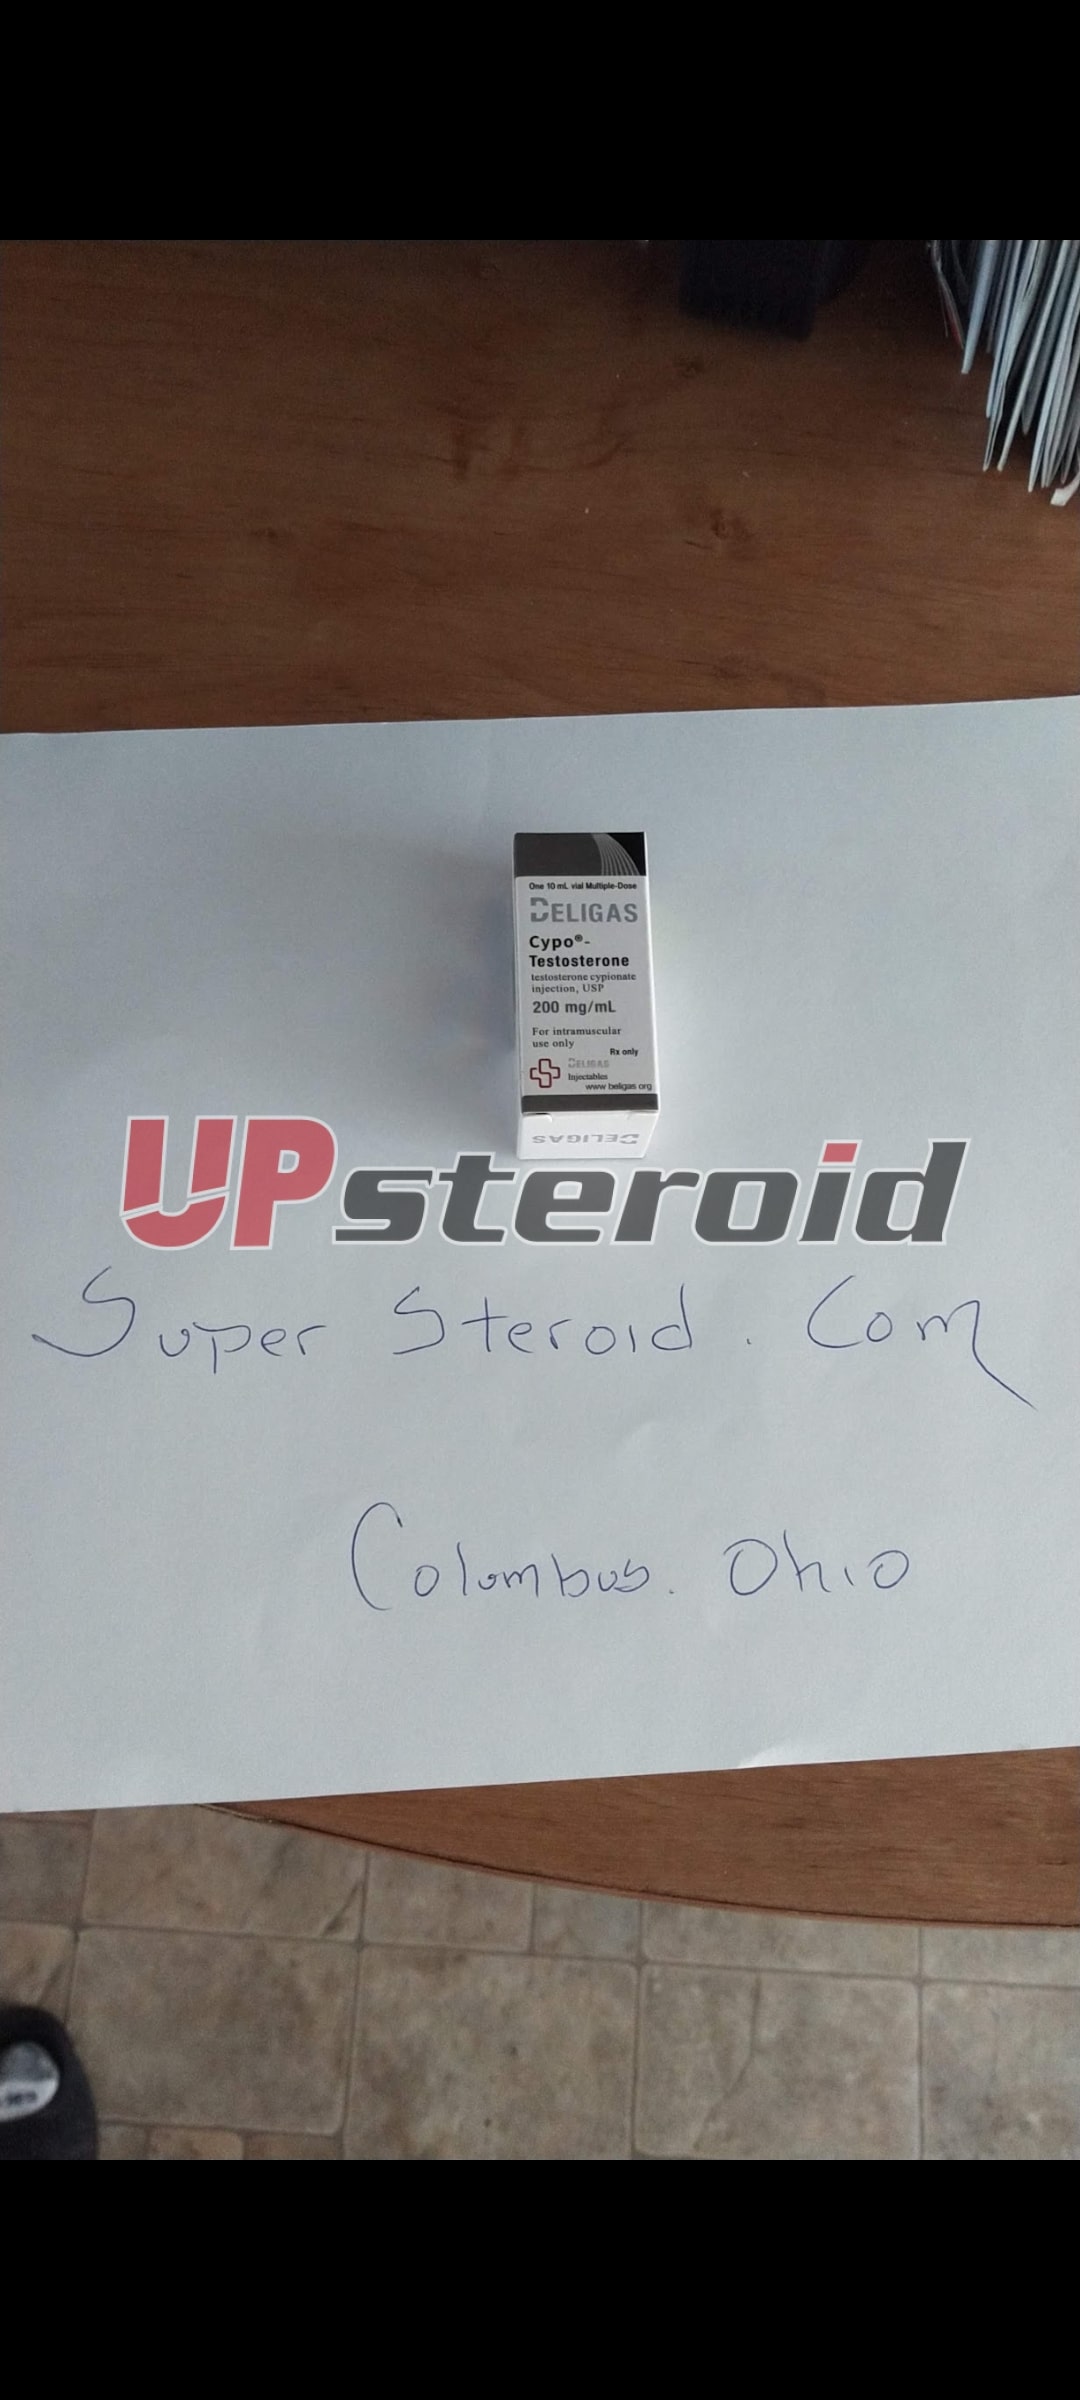 One 10 mL vial Multiple-Dose
BELIGAS
Cypo®-
Testosterone
testosterone cypionate
injection, USP
200 mg/mL
For intramuscular
use only
Rx only
BELIGAS
Injectables
www beligas org
BELIGAS
UPsteroid
Super Steroid. Com
Colombus. Ohio